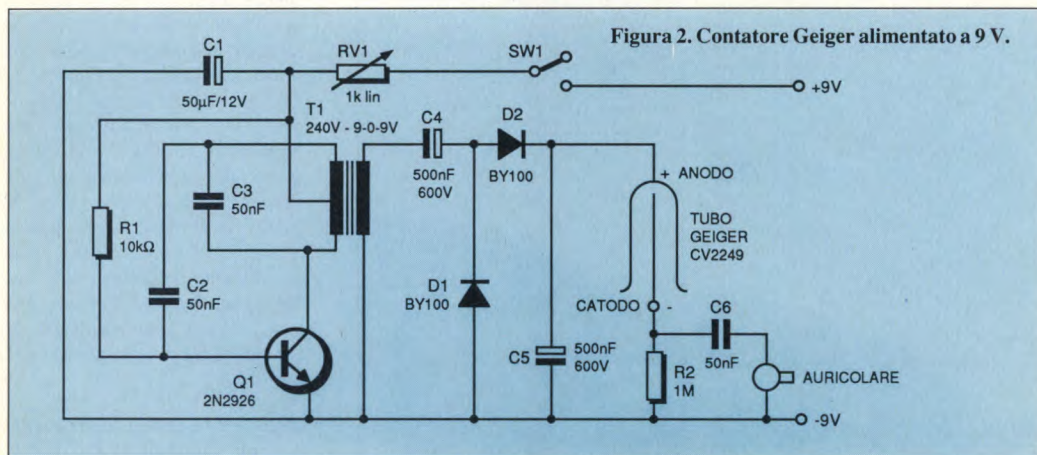 Figura 2. Contatore Geiger alimentato a 9 V.
C1
50µF/12V
RV1
1k lin
SW1
+9V
T1
240V - 9-0-9V
C4
500nF
600V
D2
BY100
+ ANODO
TUBO
GEIGER
CV2249
C3
50nF
R1
10kΩ
C2
50nF
D1
BY100
CATODO
-
C6
50nF
C5
500nF
600V
R2
1M
AURICOLARE
Q1
2N2926
-9V